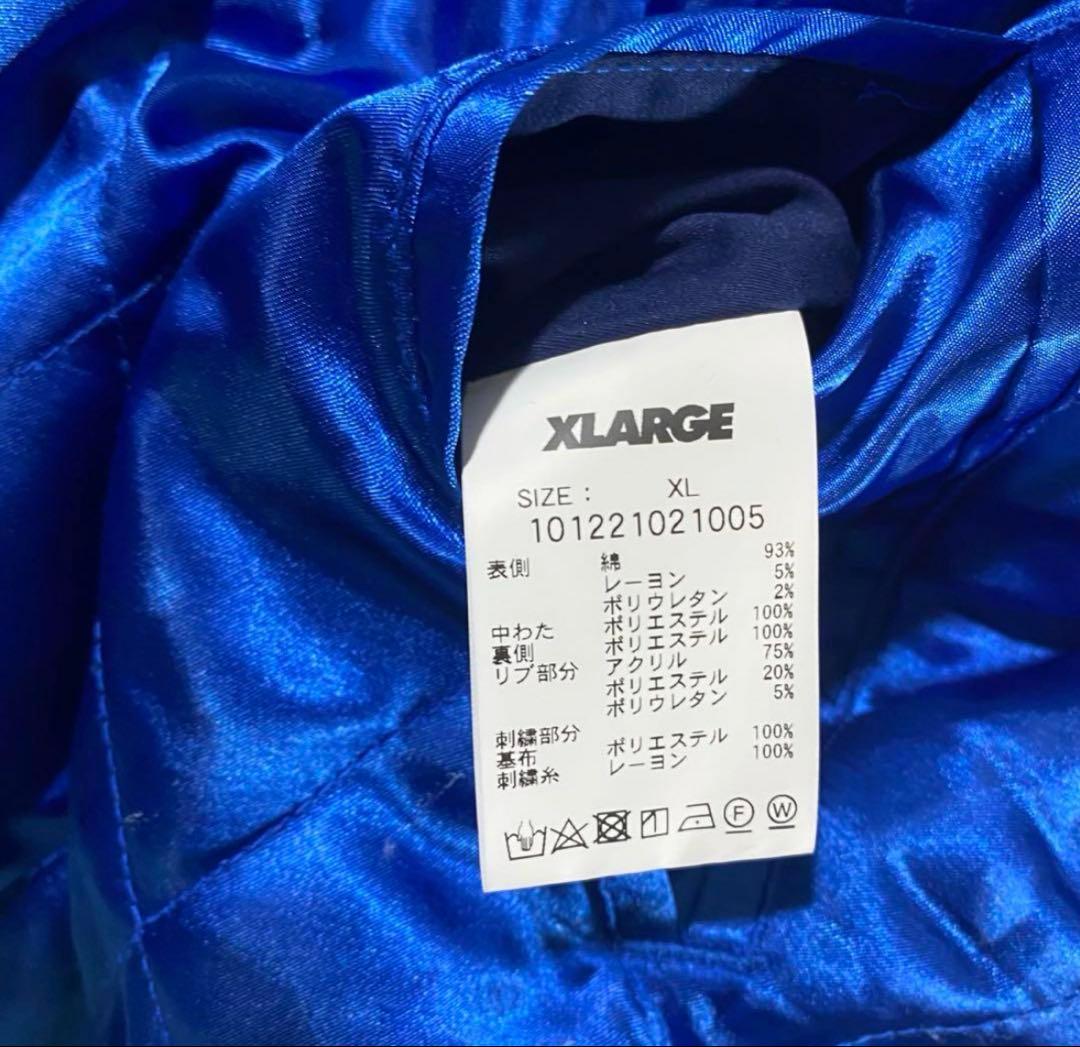 XLARGE
SIZE : XL
101221021005
表側 綿 93%
レーヨン 5%
ポリウレタン 2%
中わた ポリエステル 100%
裏側 ポリエステル 100%
リブ部分 アクリル 75%
ポリエステル 20%
ポリウレタン 5%
刺繍部分
基布 ポリエステル 100%
刺繍糸 レーヨン 100%
F W